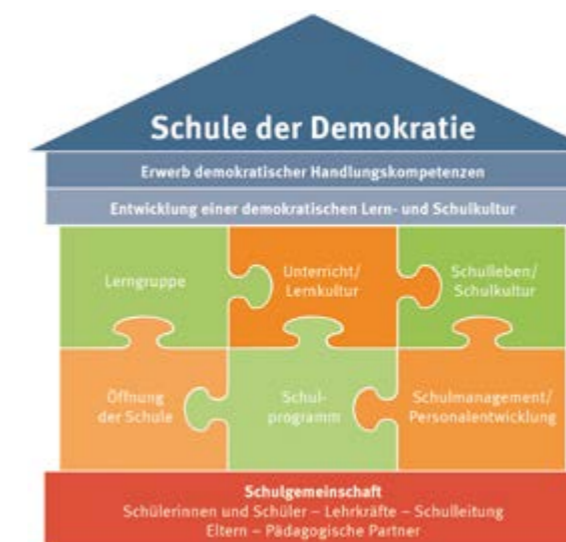 Schule der Demokratie
Erwerb demokratischer Handlungskompetenzen
Entwicklung einer demokratischen Lern- und Schulkultur
Lerngruppe
Unterricht/
Lernkultur
Schulleben/
Schulkultur
Öffnung
der Schule
Schul-
programm
Schulmanagement/
Personalentwicklung
Schulgemeinschaft
Schülerinnen und Schüler – Lehrkräfte – Schulleitung
Eltern – Pädagogische Partner